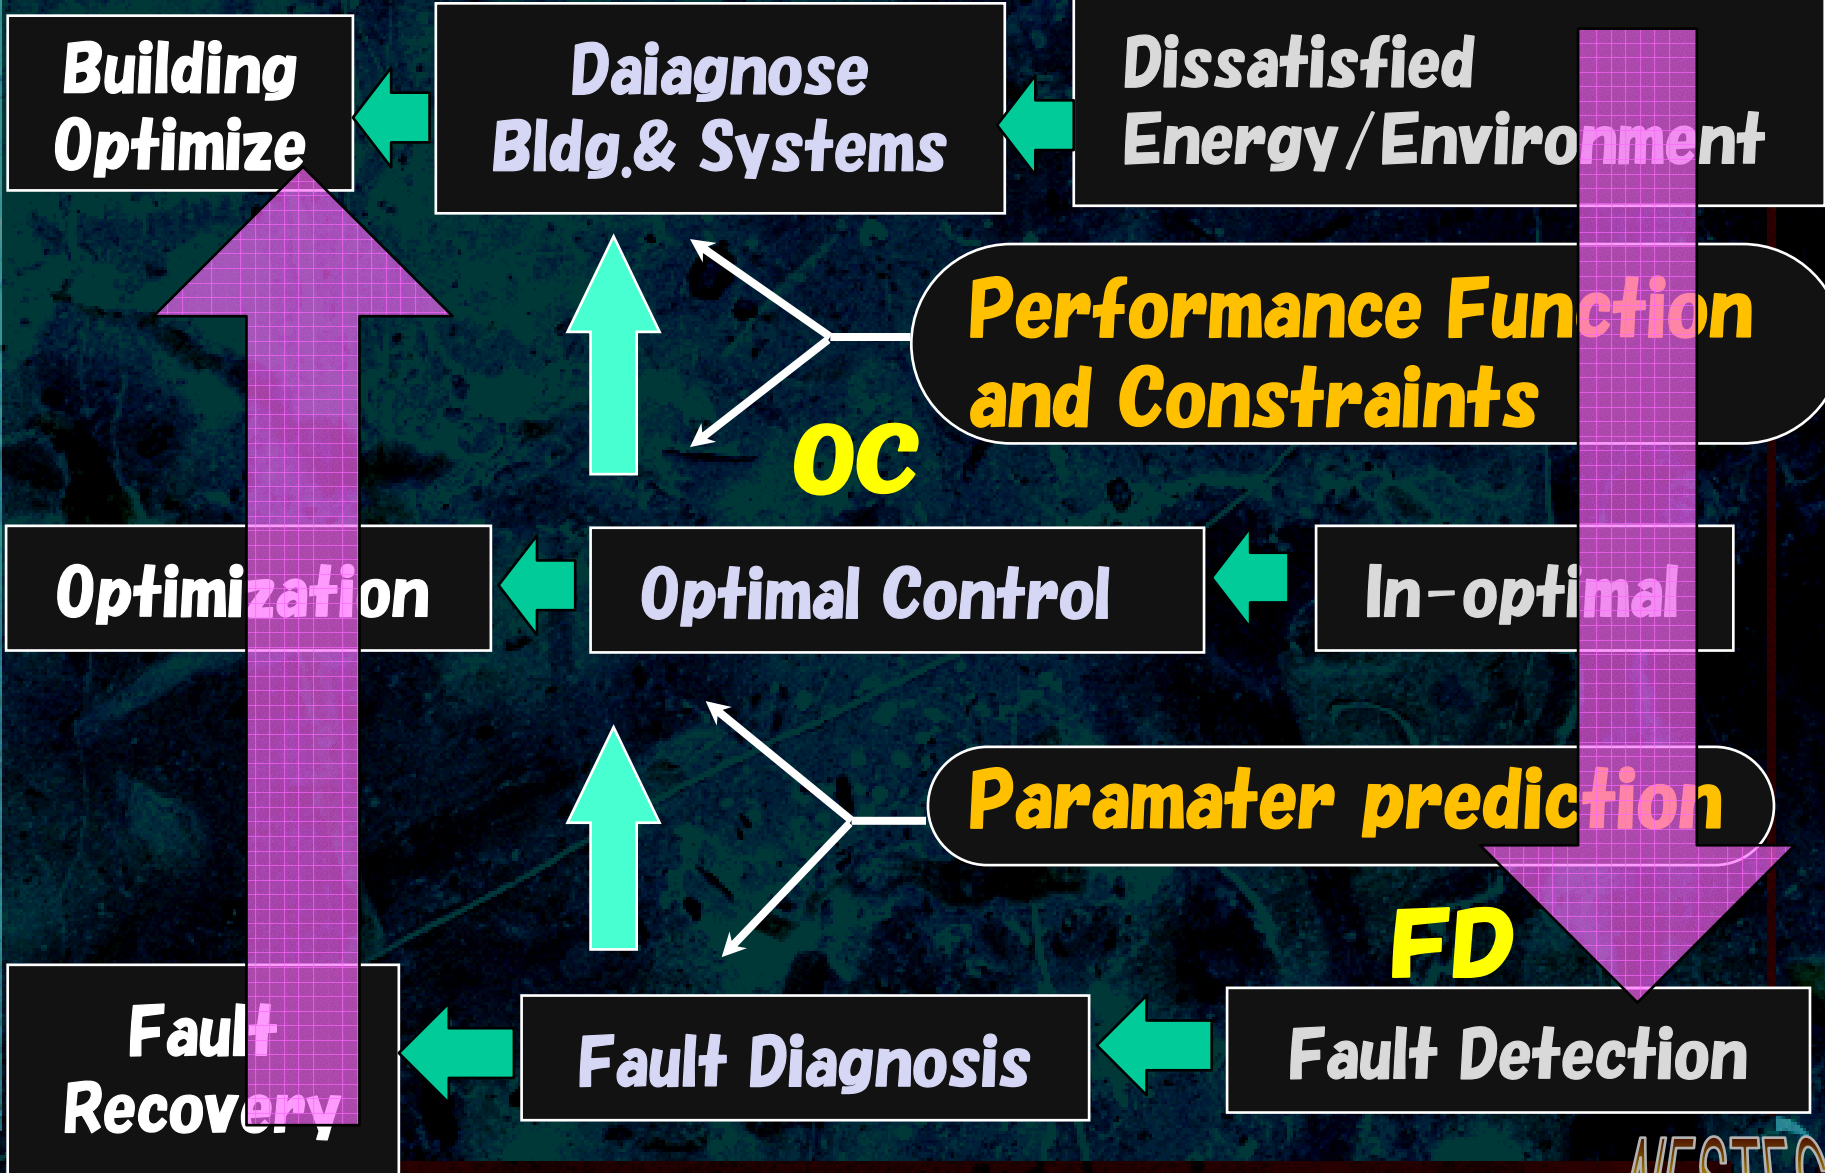 Building
Optimize
Daiagnose
Bldg.& Systems
Dissatisfied
Energy/Environment
Performance Function
and Constraints
OC
Optimization
Optimal Control
In-optimal
Paramater prediction
FD
Fault
Recovery
Fault Diagnosis
Fault Detection